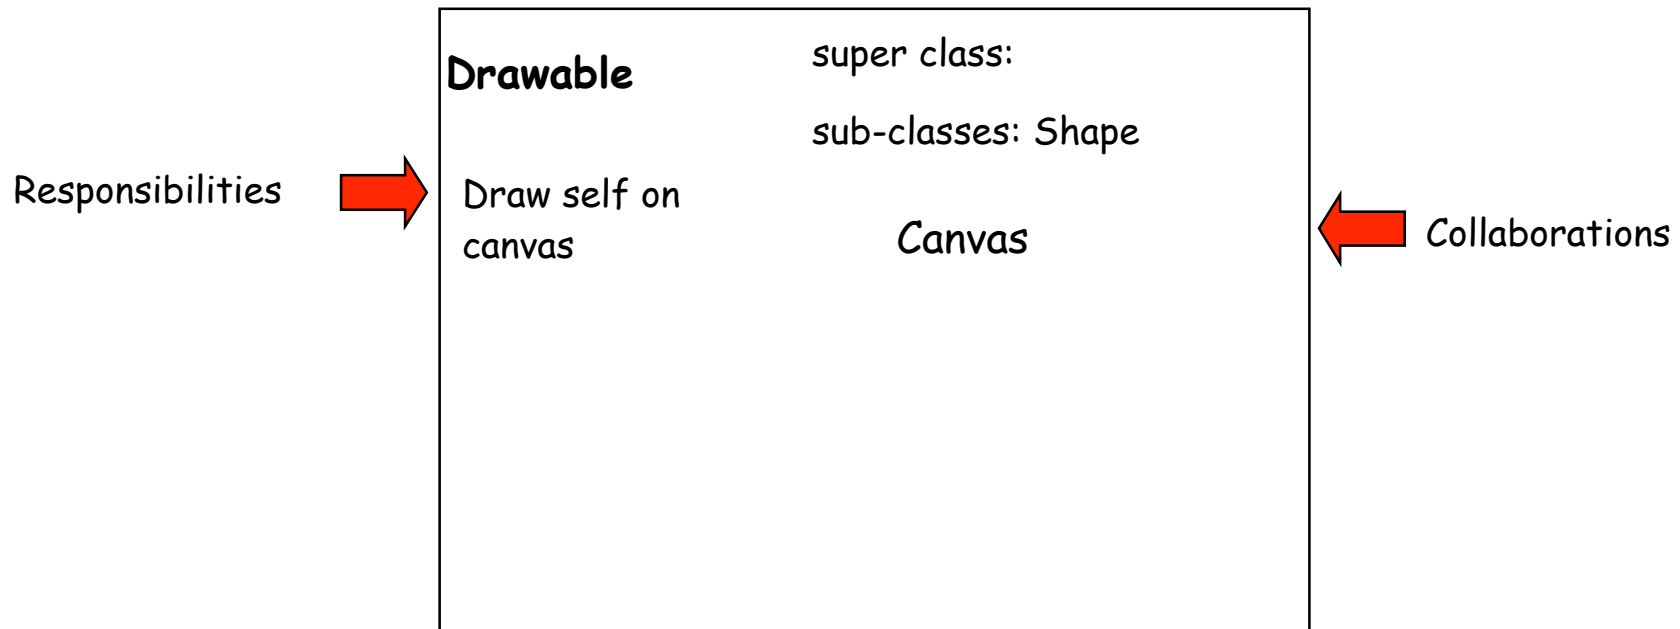 Drawable
super class:
sub-classes: Shape
Responsibilities
Draw self on
canvas
Canvas
Collaborations